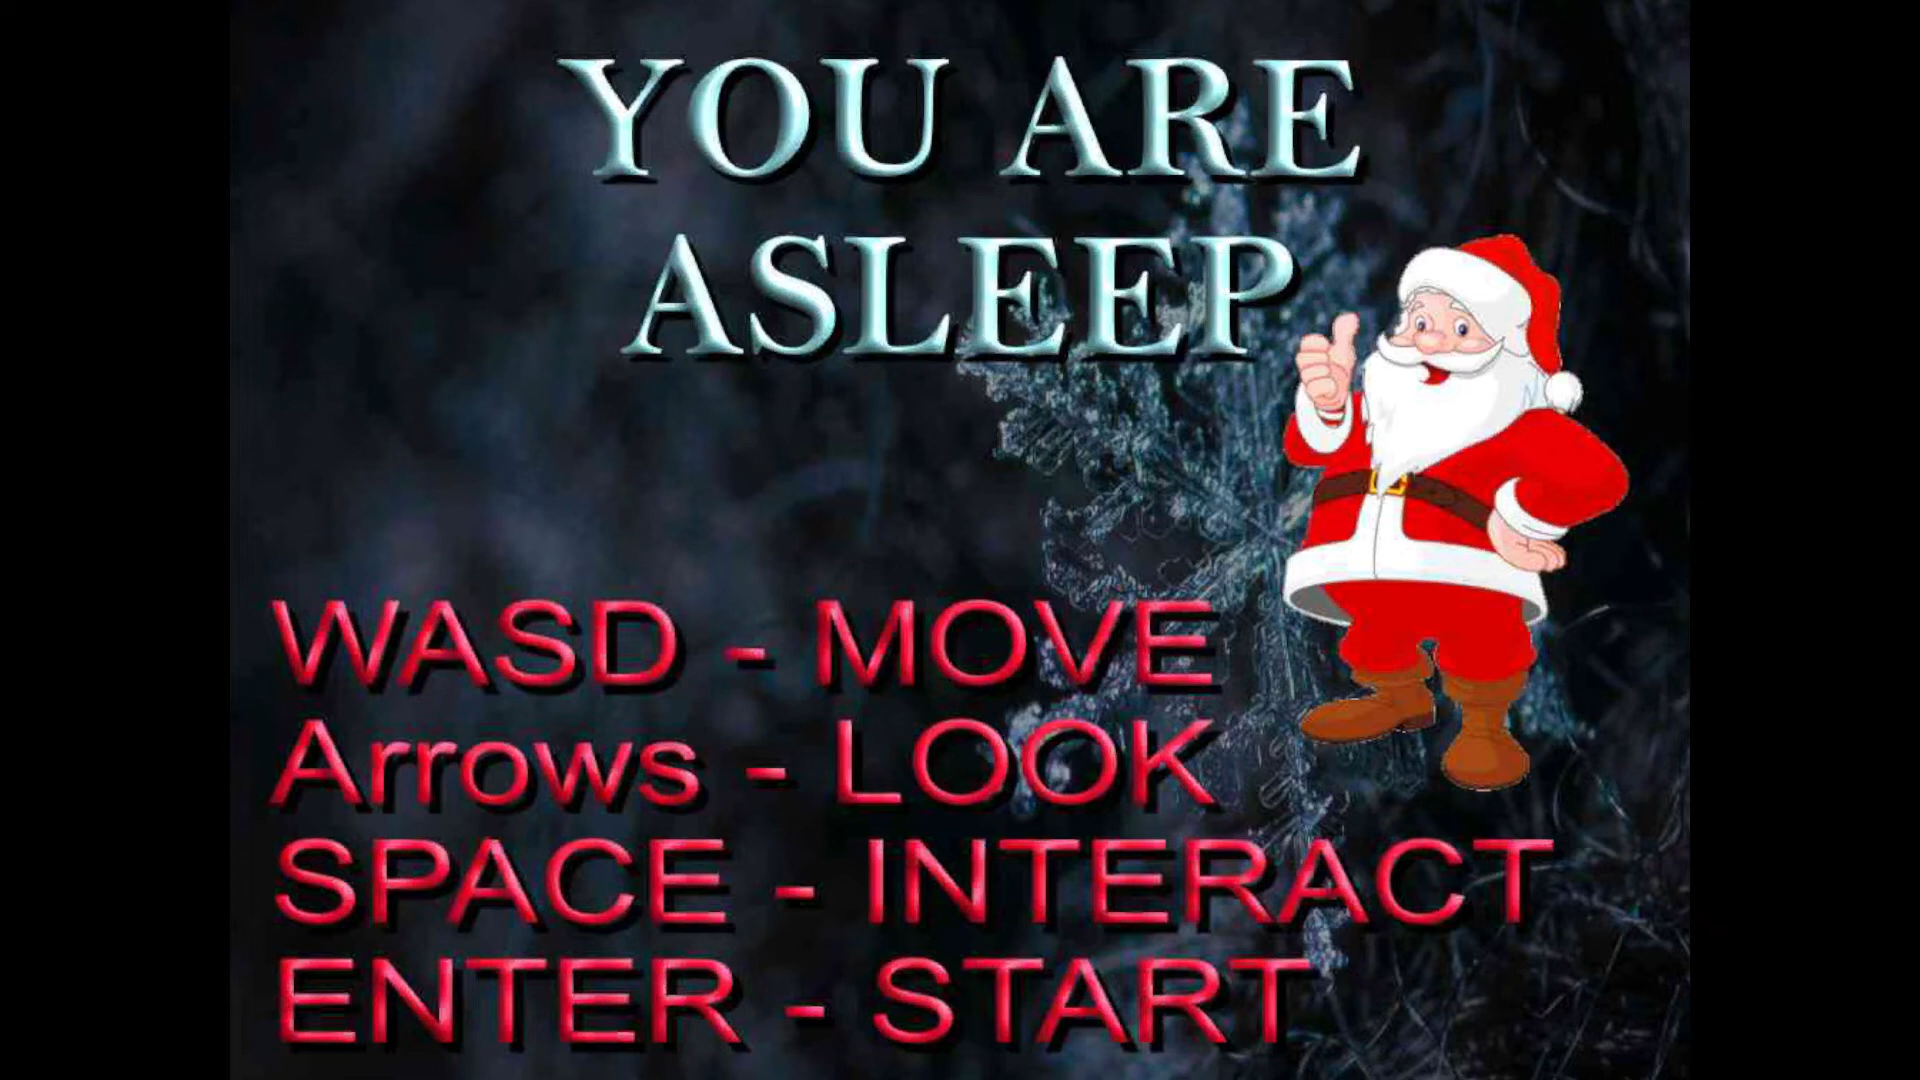 YOU ARE
ASLEEP
WASD - MOVE
Arrows - LOOK
SPACE - INTERACT
ENTER - START